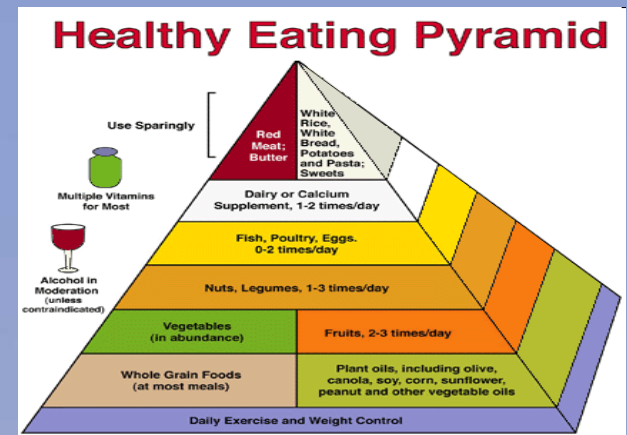 Healthy Eating Pyramid
Use Sparingly
Red
Meat;
Butter
White
Rice,
White
Bread,
Potatoes
and Pasta;
Sweets
Multiple Vitamins
for Most
Dairy or Calcium
Supplement, 1-2 times/day
Fish, Poultry, Eggs.
0-2 times/day
Alcohol in
Moderation
(unless
contraindicated)
Nuts, Legumes, 1-3 times/day
Vegetables
(in abundance)
Fruits, 2-3 times/day
Whole Grain Foods
(at most meals)
Plant oils, including olive,
canola, soy, corn, sunflower,
peanut and other vegetable oils
Daily Exercise and Weight Control